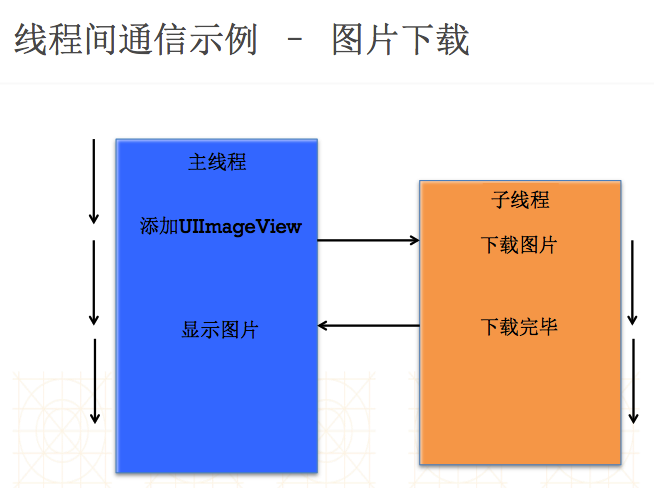 线程间通信示例 – 图片下载
主线程
添加UIImageView
显示图片
子线程
下载图片
下载完毕